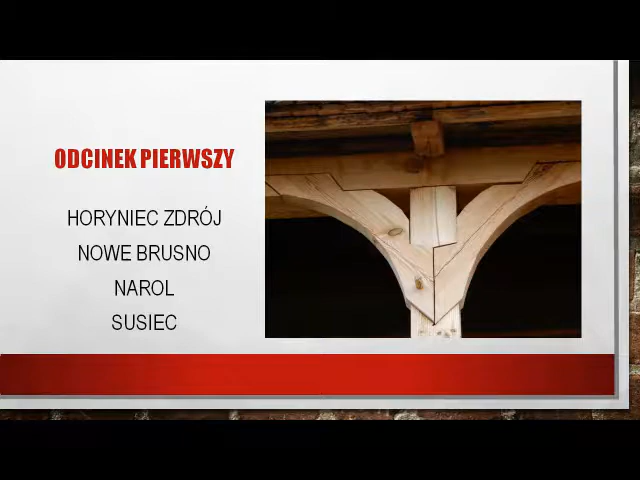 ODCINEK PIERWSZY
HORYNIEC ZDRÓJ
NOWE BRUSNO
NAROL
SUSIEC